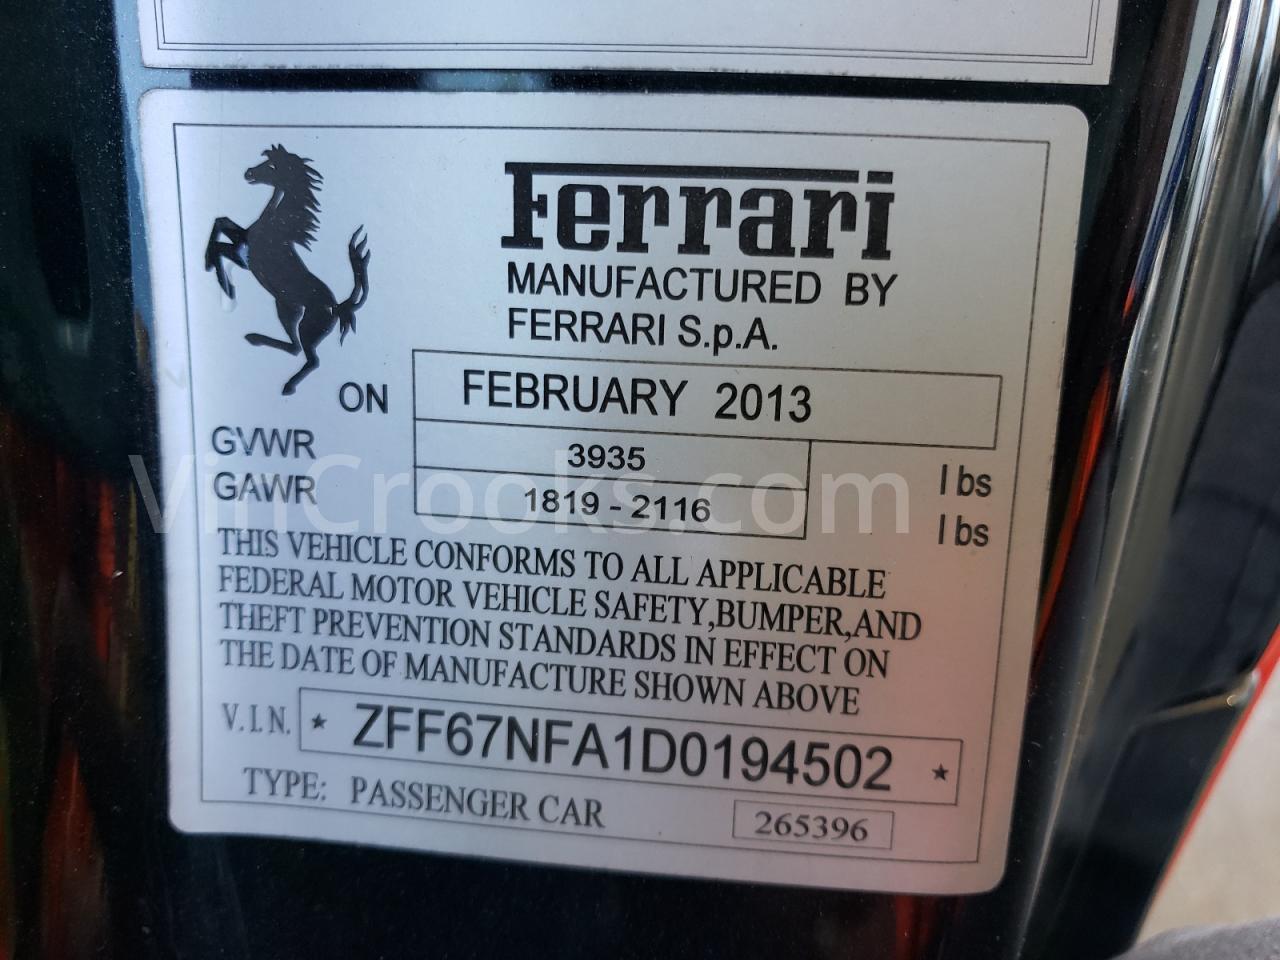 Ferrari
MANUFACTURED BY
FERRARI S.p.A.
ON FEBRUARY 2013
GVWR 3935 lbs
GAWR 1819 - 2116 lbs
THIS VEHICLE CONFORMS TO ALL APPLICABLE
FEDERAL MOTOR VEHICLE SAFETY,BUMPER,AND
THEFT PREVENTION STANDARDS IN EFFECT ON
THE DATE OF MANUFACTURE SHOWN ABOVE
V.I.N. * ZFF67NFA1D0194502 *
TYPE: PASSENGER CAR 265396
VinCrooks.com